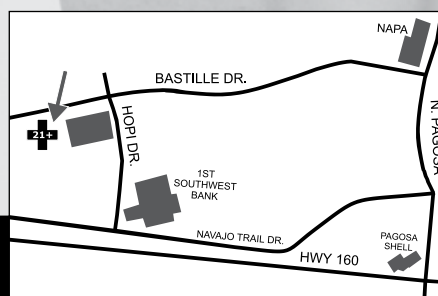 NAPA
BASTILLE DR.
N. PAGOSA
21+
HOPI DR.
1ST
SOUTHWEST
BANK
NAVAJO TRAIL DR.
PAGOSA
SHELL
HWY 160